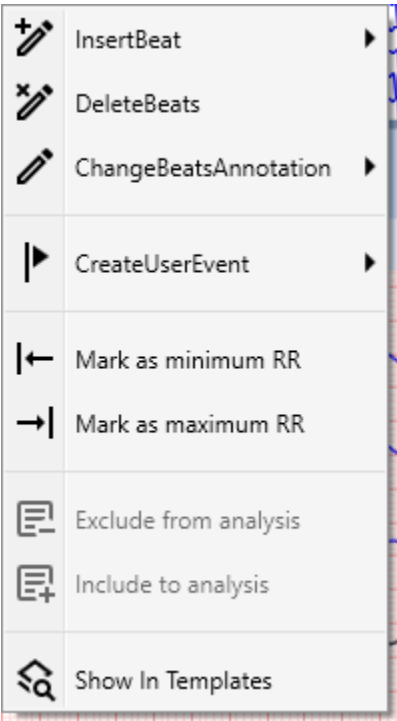 InsertBeat
DeleteBeats
ChangeBeatsAnnotation
CreateUserEvent
Mark as minimum RR
Mark as maximum RR
Exclude from analysis
Include to analysis
Show In Templates